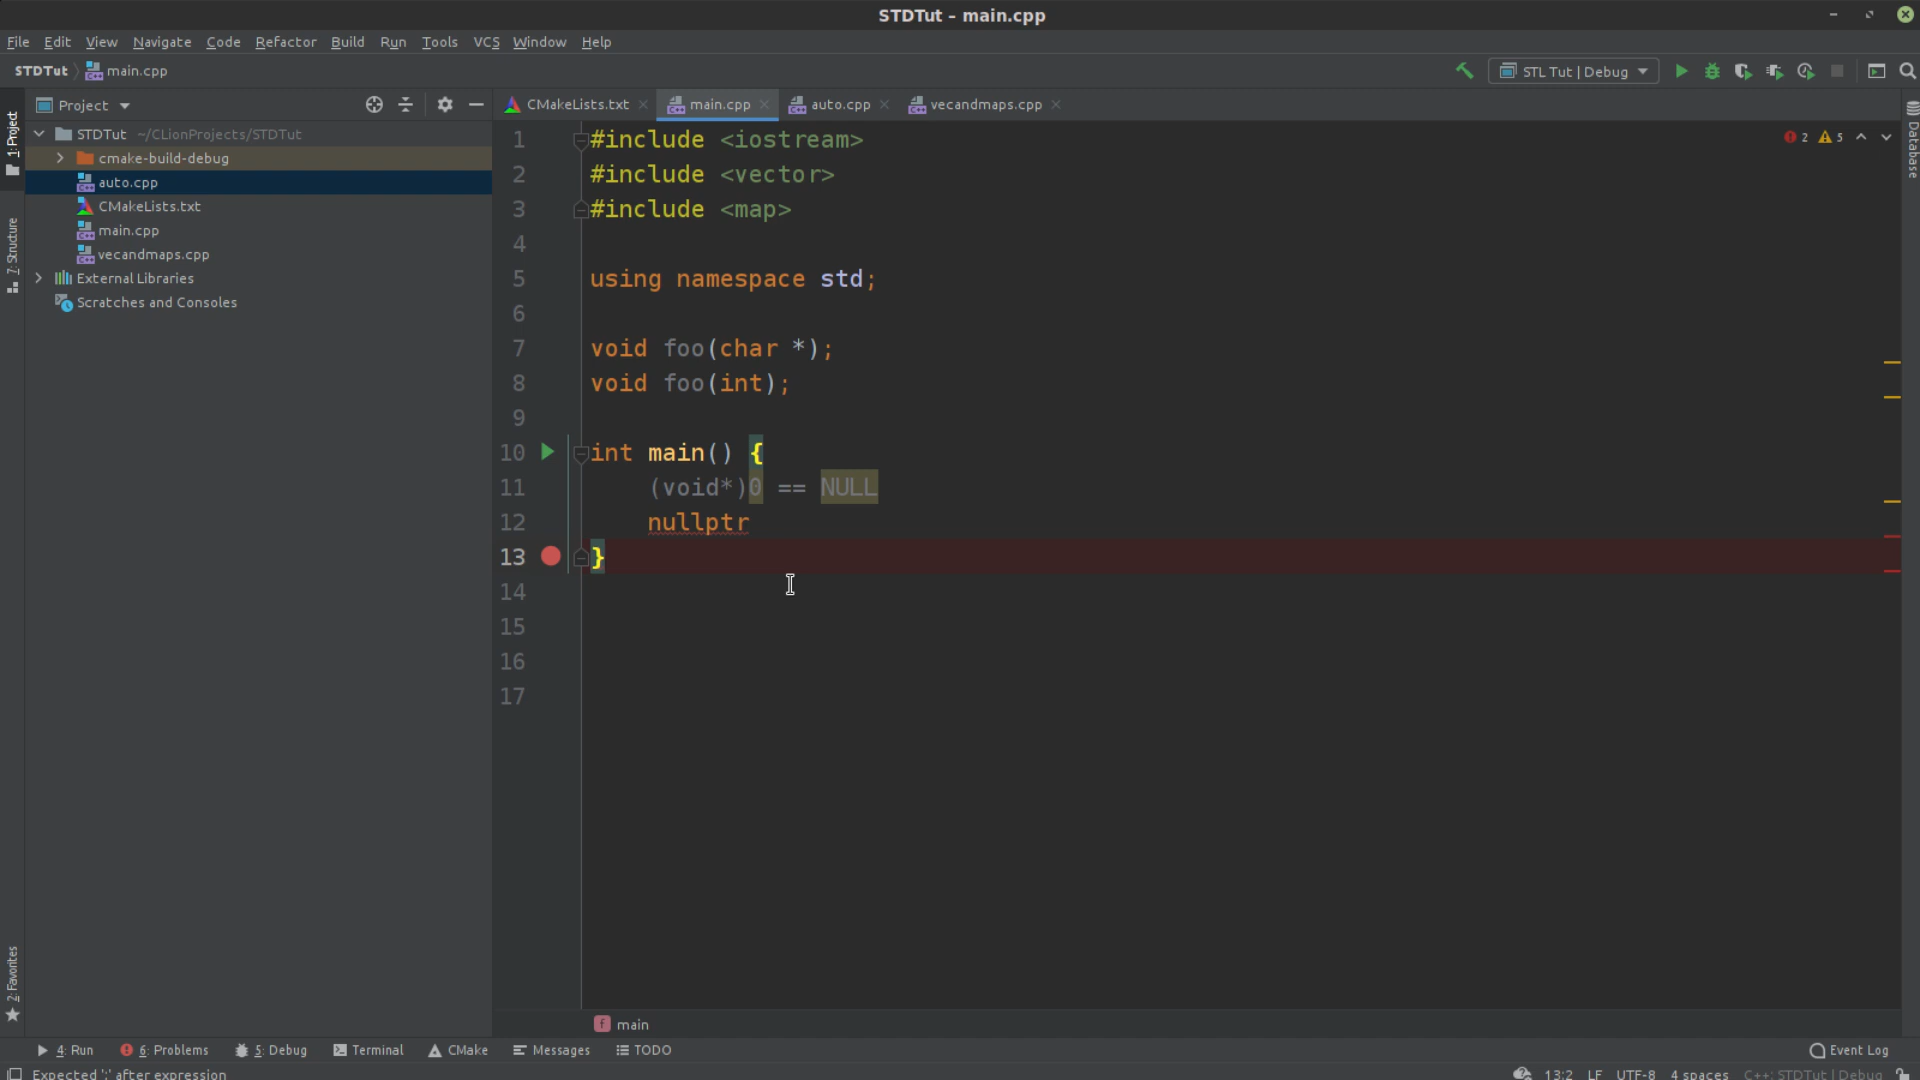 STDTut – main.cpp
File Edit View Navigate Code Refactor Build Run Tools VCS Window Help
STDTut main.cpp STL Tut | Debug
Project CMakeLists.txt main.cpp auto.cpp vecandmaps.cpp
1: Project
7: Structure
2: Favorites
Database
STDTut ~/CLionProjects/STDTut
cmake-build-debug
auto.cpp
CMakeLists.txt
main.cpp
vecandmaps.cpp
External Libraries
Scratches and Consoles
2 5
1 #include <iostream>
2 #include <vector>
3 #include <map>
4
5 using namespace std;
6
7 void foo(char *);
8 void foo(int);
9
10 int main() {
11 (void*)0 == NULL
12 nullptr
13 }
14
15
16
17
f main
4: Run 6: Problems 5: Debug Terminal CMake Messages TODO Event Log
Expected ';' after expression 13:2 LF UTF-8 4 spaces C++: STDTut | Debug